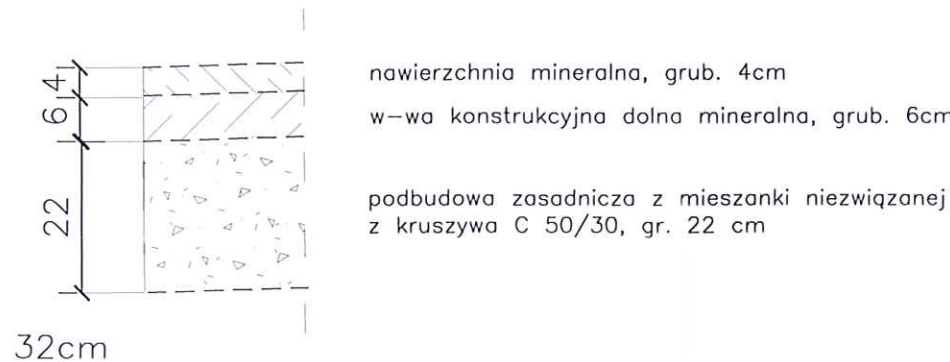 4
nawierzchnia mineralna, grub. 4cm
6
w-wa konstrukcyjna dolna mineralna, grub. 6cm
22
podbudowa zasadnicza z mieszanki niezwiązanej
z kruszywa C 50/30, gr. 22 cm
32cm